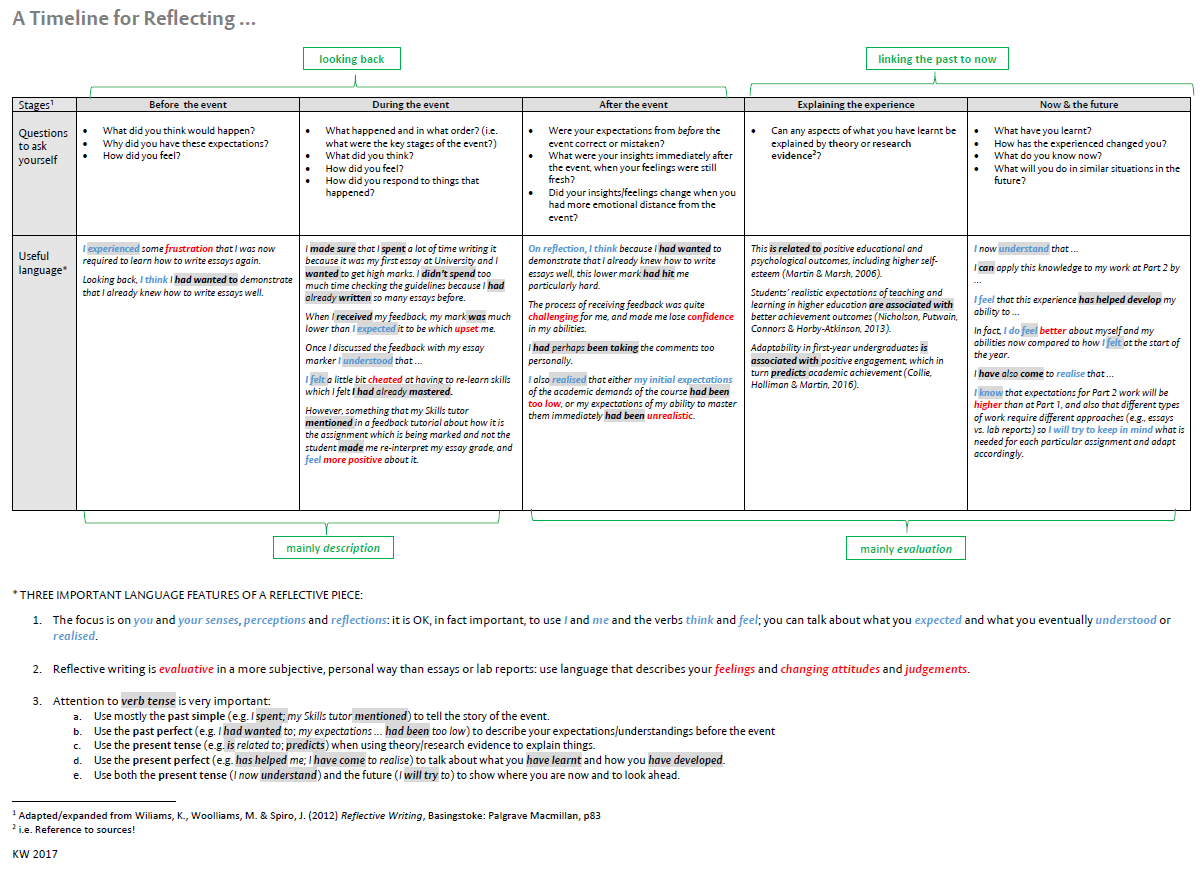 A Timeline for Reflecting ...
looking back
linking the past to now
Stages1
Before the event
During the event
After the event
Explaining the experience
Now & the future
Questions
to ask
yourself
• What did you think would happen?
• Why did you have these expectations?
• How did you feel?
• What happened and in what order? (i.e.
what were the key stages of the event?)
• What did you think?
• How did you feel?
• How did you respond to things that
happened?
• Were your expectations from before the
event correct or mistaken?
• What were your insights immediately after
the event, when your feelings were still
fresh?
• Did your insights/feelings change when you
had more emotional distance from the
event?
• Can any aspects of what you have learnt be
explained by theory or research
evidence2?
• What have you learnt?
• How has the experienced changed you?
• What do you know now?
• What will you do in similar situations in the
future?
Useful
language*
I experienced some frustration that I was now
required to learn how to write essays again.
Looking back, I think I had wanted to demonstrate
that I already knew how to write essays well.
I made sure that I spent a lot of time writing it
because it was my first essay at University and I
wanted to get high marks. I didn't spend too
much time checking the guidelines because I had
already written so many essays before.
When I received my feedback, my mark was much
lower than I expected it to be which upset me.
Once I discussed the feedback with my essay
marker I understood that ...
I felt a little bit cheated at having to re-learn skills
which I felt I had already mastered.
However, something that my Skills tutor
mentioned in a feedback tutorial about how it is
the assignment which is being marked and not the
student made me re-interpret my essay grade, and
feel more positive about it.
On reflection, I think because I had wanted to
demonstrate that I already knew how to write
essays well, this lower mark had hit me
particularly hard.
The process of receiving feedback was quite
challenging for me, and made me lose confidence
in my abilities.
I had perhaps been taking the comments too
personally.
I also realised that either my initial expectations
of the academic demands of the course had been
too low, or my expectations of my ability to master
them immediately had been unrealistic.
This is related to positive educational and
psychological outcomes, including higher self-
esteem (Martin & Marsh, 2006).
Students' realistic expectations of teaching and
learning in higher education are associated with
better achievement outcomes (Nicholson, Putwain,
Connors & Horby-Atkinson, 2013).
Adaptability in first-year undergraduates is
associated with positive engagement, which in
turn predicts academic achievement (Collie,
Holliman & Martin, 2016).
I now understand that ...
I can apply this knowledge to my work at Part 2 by
...
I feel that this experience has helped develop my
ability to ...
In fact, I do feel better about myself and my
abilities now compared to how I felt at the start of
the year.
I have also come to realise that ...
I know that expectations for Part 2 work will be
higher than at Part 1, and also that different types
of work require different approaches (e.g., essays
vs. lab reports) so I will try to keep in mind what is
needed for each particular assignment and adapt
accordingly.
mainly description
mainly evaluation
* THREE IMPORTANT LANGUAGE FEATURES OF A REFLECTIVE PIECE:
1. The focus is on you and your senses, perceptions and reflections: it is OK, in fact important, to use I and me and the verbs think and feel; you can talk about what you expected and what you eventually understood or
realised.
2. Reflective writing is evaluative in a more subjective, personal way than essays or lab reports: use language that describes your feelings and changing attitudes and judgements.
3. Attention to verb tense is very important:
a. Use mostly the past simple (e.g. I spent; my Skills tutor mentioned) to tell the story of the event.
b. Use the past perfect (e.g. I had wanted to; my expectations ... had been too low) to describe your expectations/understandings before the event
c. Use the present tense (e.g. is related to; predicts) when using theory/research evidence to explain things.
d. Use the present perfect (e.g. has helped me; I have come to realise) to talk about what you have learnt and how you have developed.
e. Use both the present tense (I now understand) and the future (I will try to) to show where you are now and to look ahead.
1 Adapted/expanded from Wiliams, K., Woolliams, M. & Spiro, J. (2012) Reflective Writing, Basingstoke: Palgrave Macmillan, p83
2 i.e. Reference to sources!
KW 2017